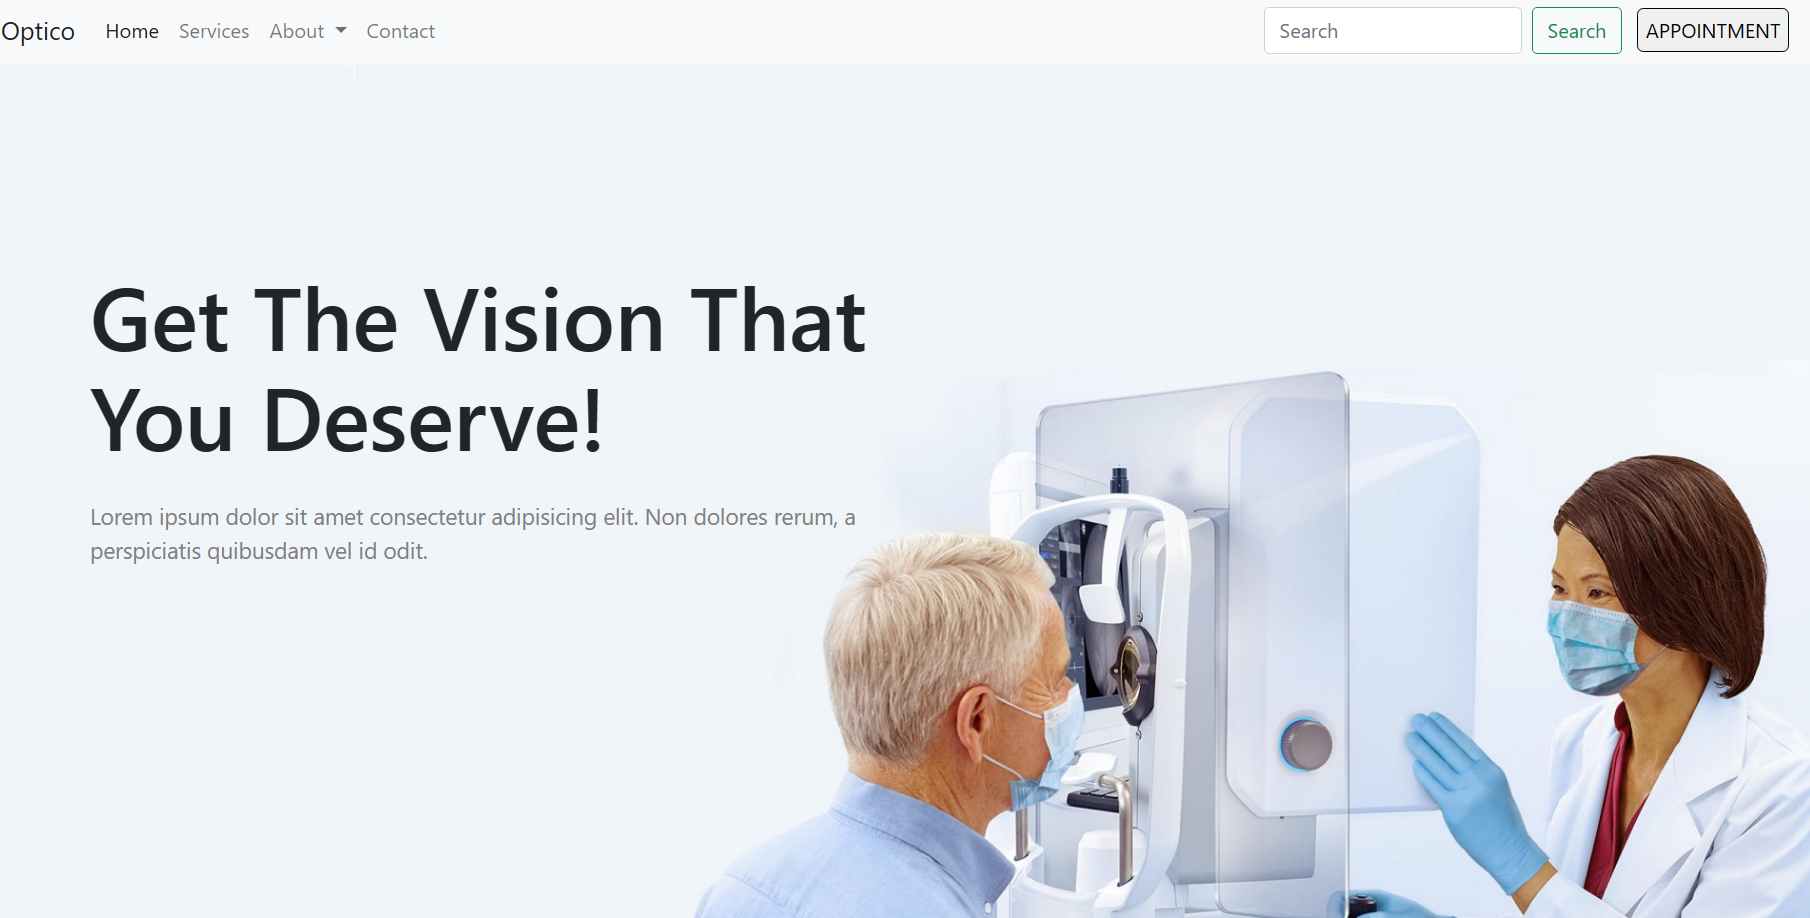 Optico Home Services About Contact Search Search APPOINTMENT
Get The Vision That
You Deserve!
Lorem ipsum dolor sit amet consectetur adipisicing elit. Non dolores rerum, a
perspiciatis quibusdam vel id odit.